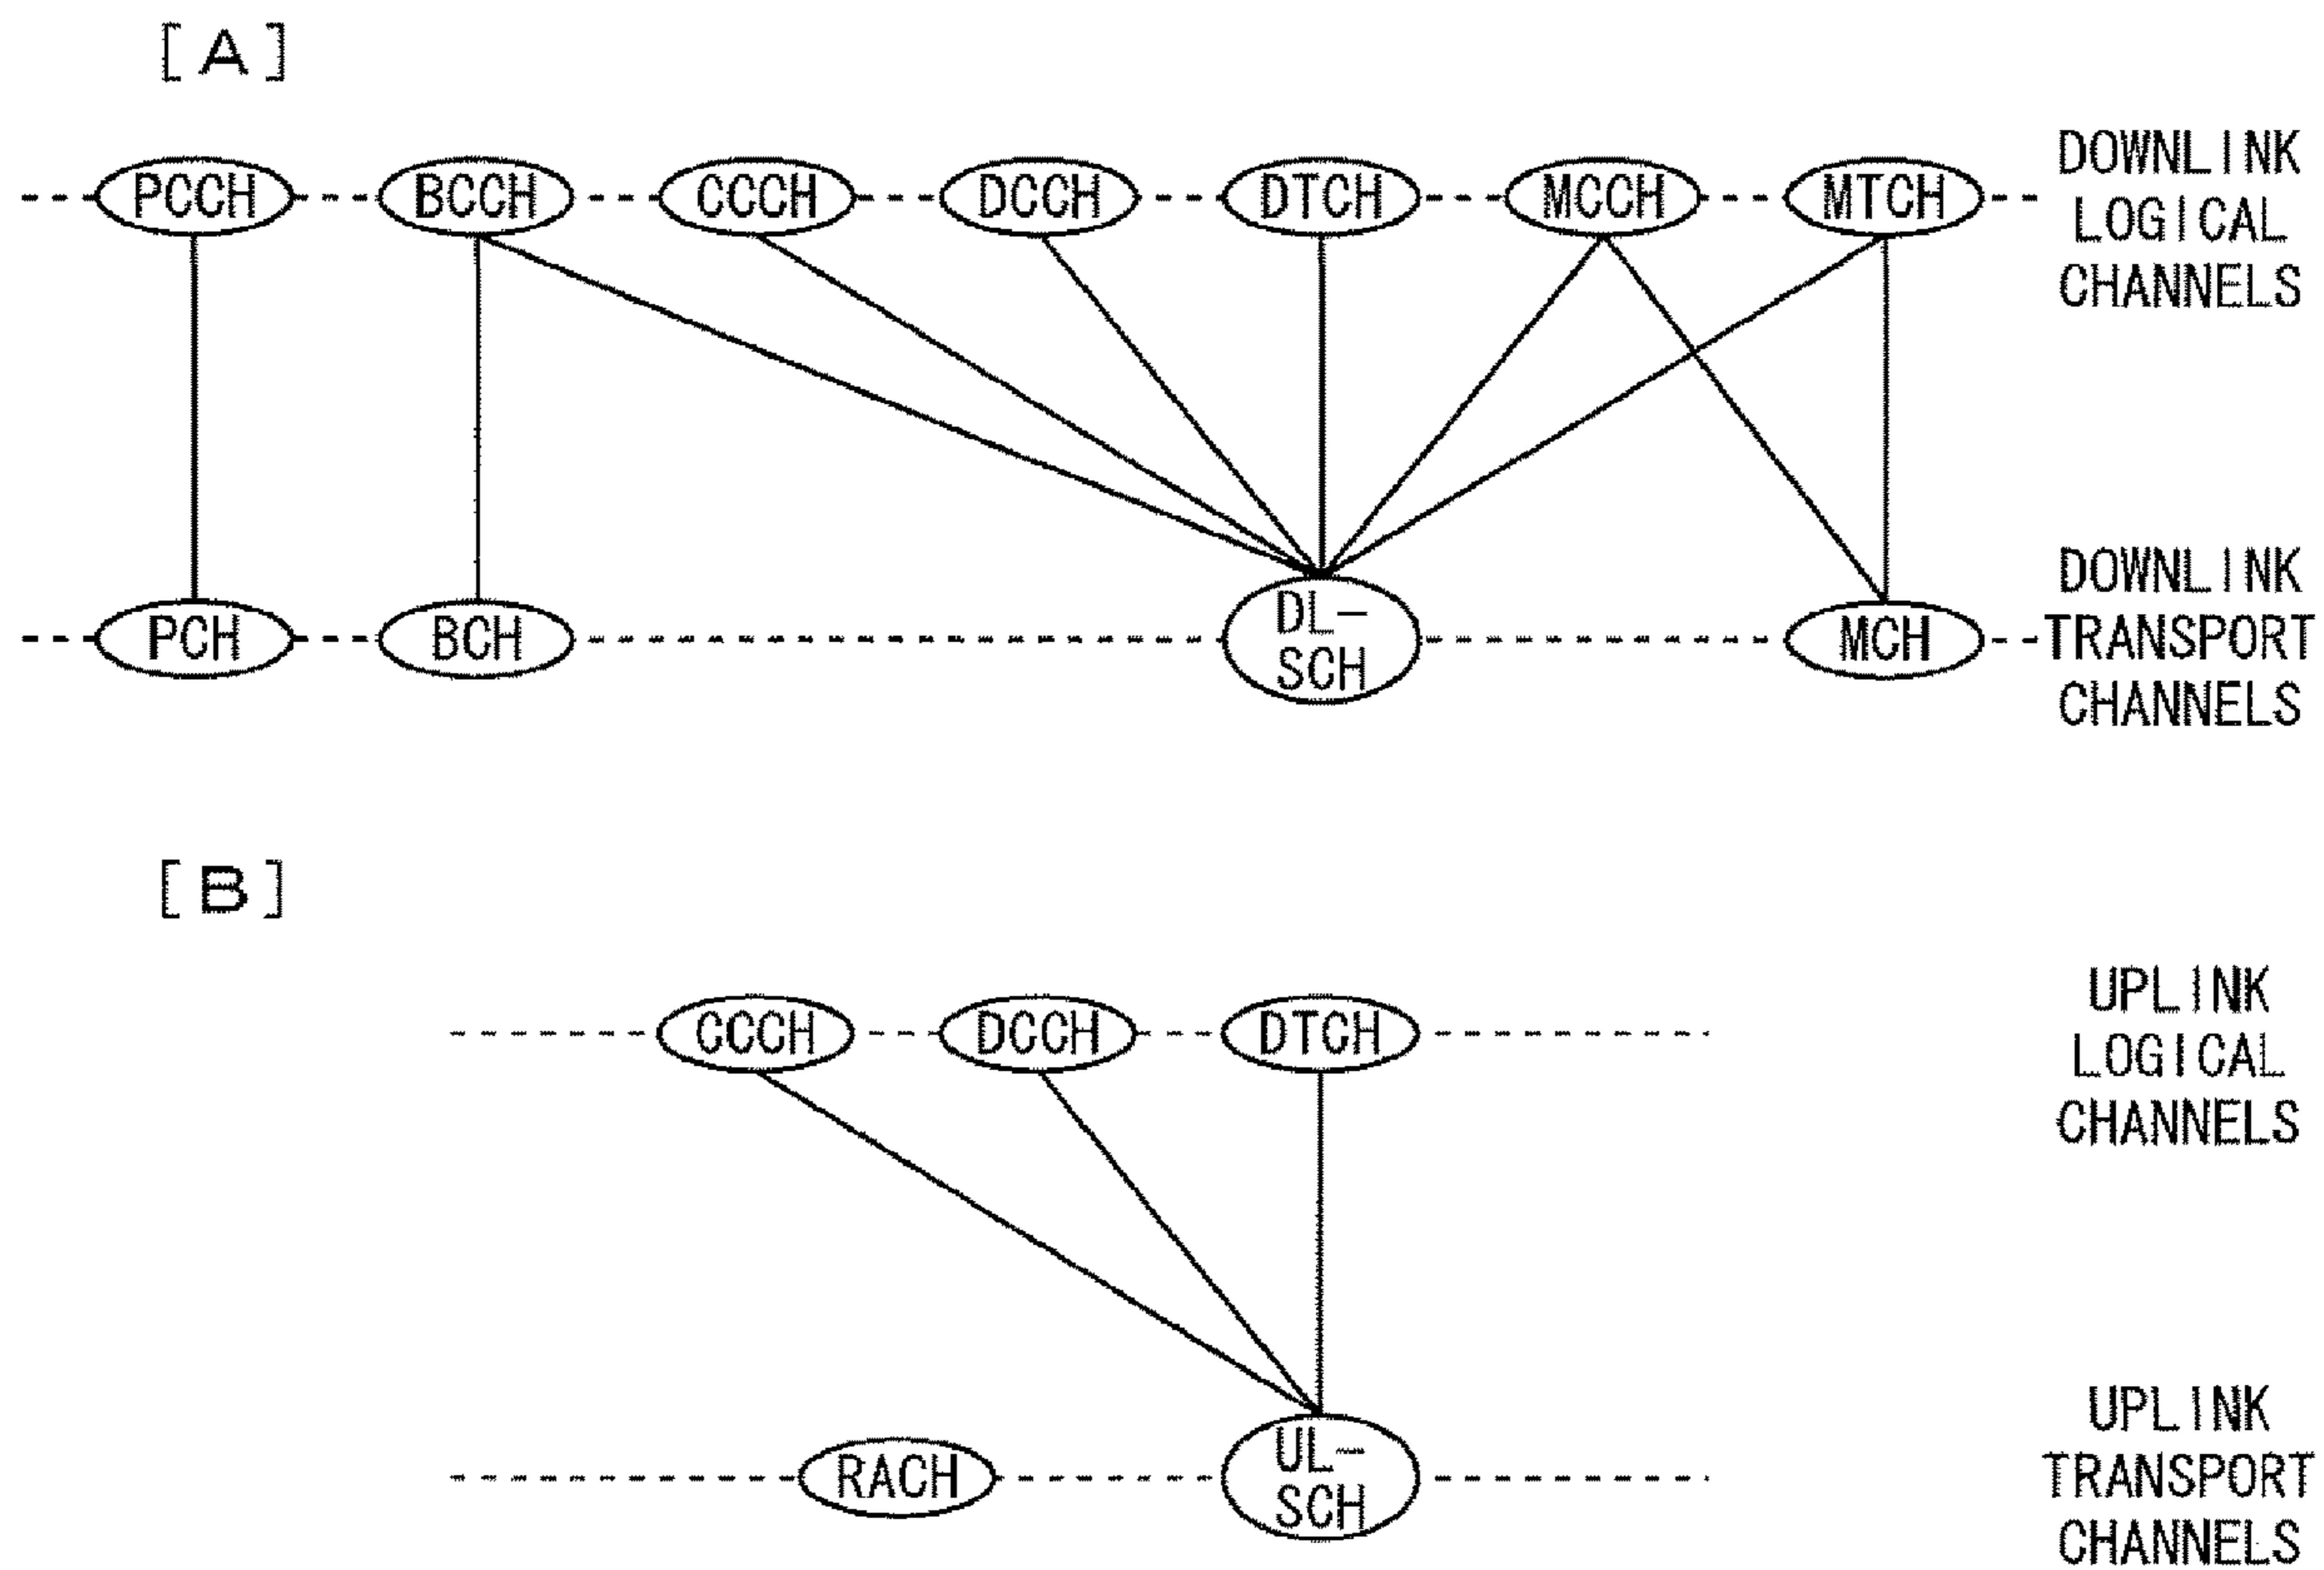 [A]
PCCH BCCH CCCH DCCH DTCH MCCH MTCH
DOWNLINK
LOGICAL
CHANNELS
PCH BCH DL-
SCH MCH
DOWNLINK
TRANSPORT
CHANNELS
[B]
CCCH DCCH DTCH
UPLINK
LOGICAL
CHANNELS
RACH UL-
SCH
UPLINK
TRANSPORT
CHANNELS